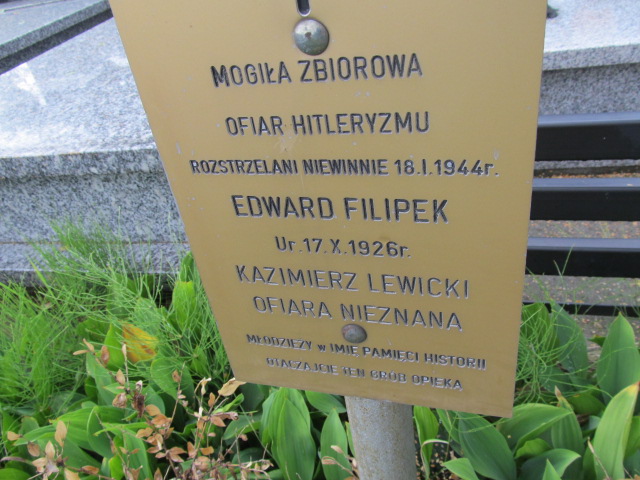 MOGIŁA ZBIOROWA
OFIAR HITLERYZMU
ROZSTRZELANI NIEWINNIE 18.I.1944r.
EDWARD FILIPEK
Ur.17.X.1926r.
KAZIMIERZ LEWICKI
OFIARA NIEZNANA
MŁODZIEŻY w IMIĘ PAMIĘCI HISTORII
OTACZAJCIE TEN GRÓB OPIEKĄ